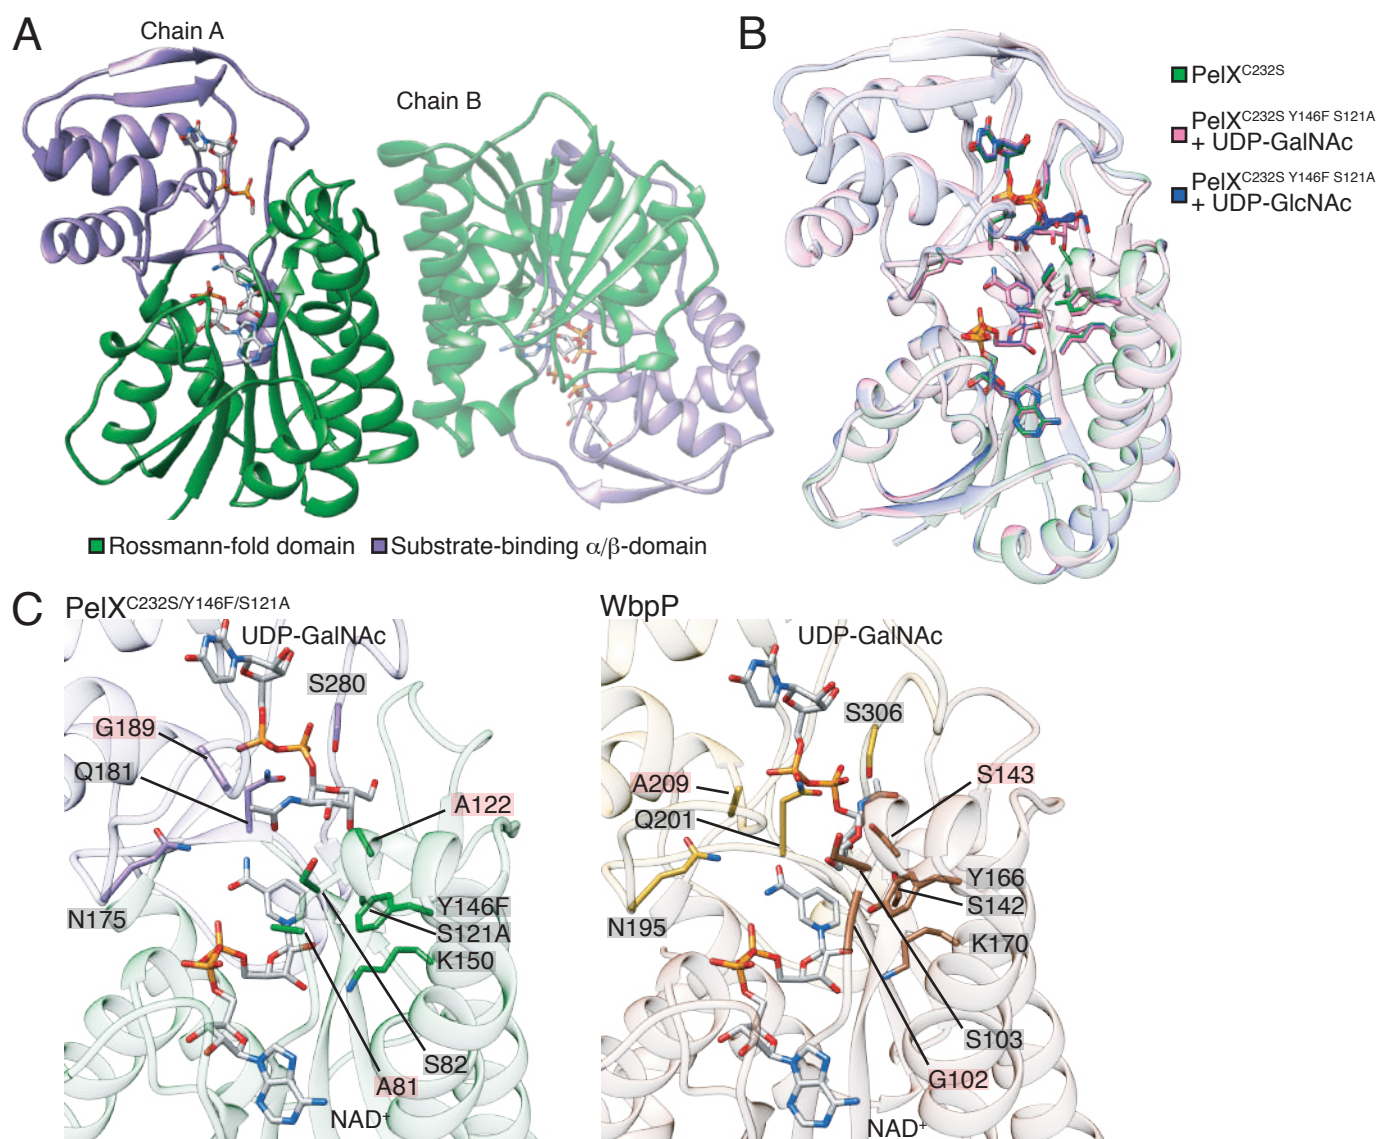 A
Chain A
Chain B
Rossmann-fold domain
Substrate-binding α/β-domain
B
PelX^C232S
PelX^C232S Y146F S121A
+ UDP-GalNAc
PelX^C232S Y146F S121A
+ UDP-GlcNAc
C
PelX^C232S/Y146F/S121A
UDP-GalNAc
S280
G189
Q181
A122
N175
Y146F
S121A
K150
S82
A81
NAD⁺
WbpP
UDP-GalNAc
S306
S143
A209
Q201
Y166
S142
N195
K170
S103
G102
NAD⁺